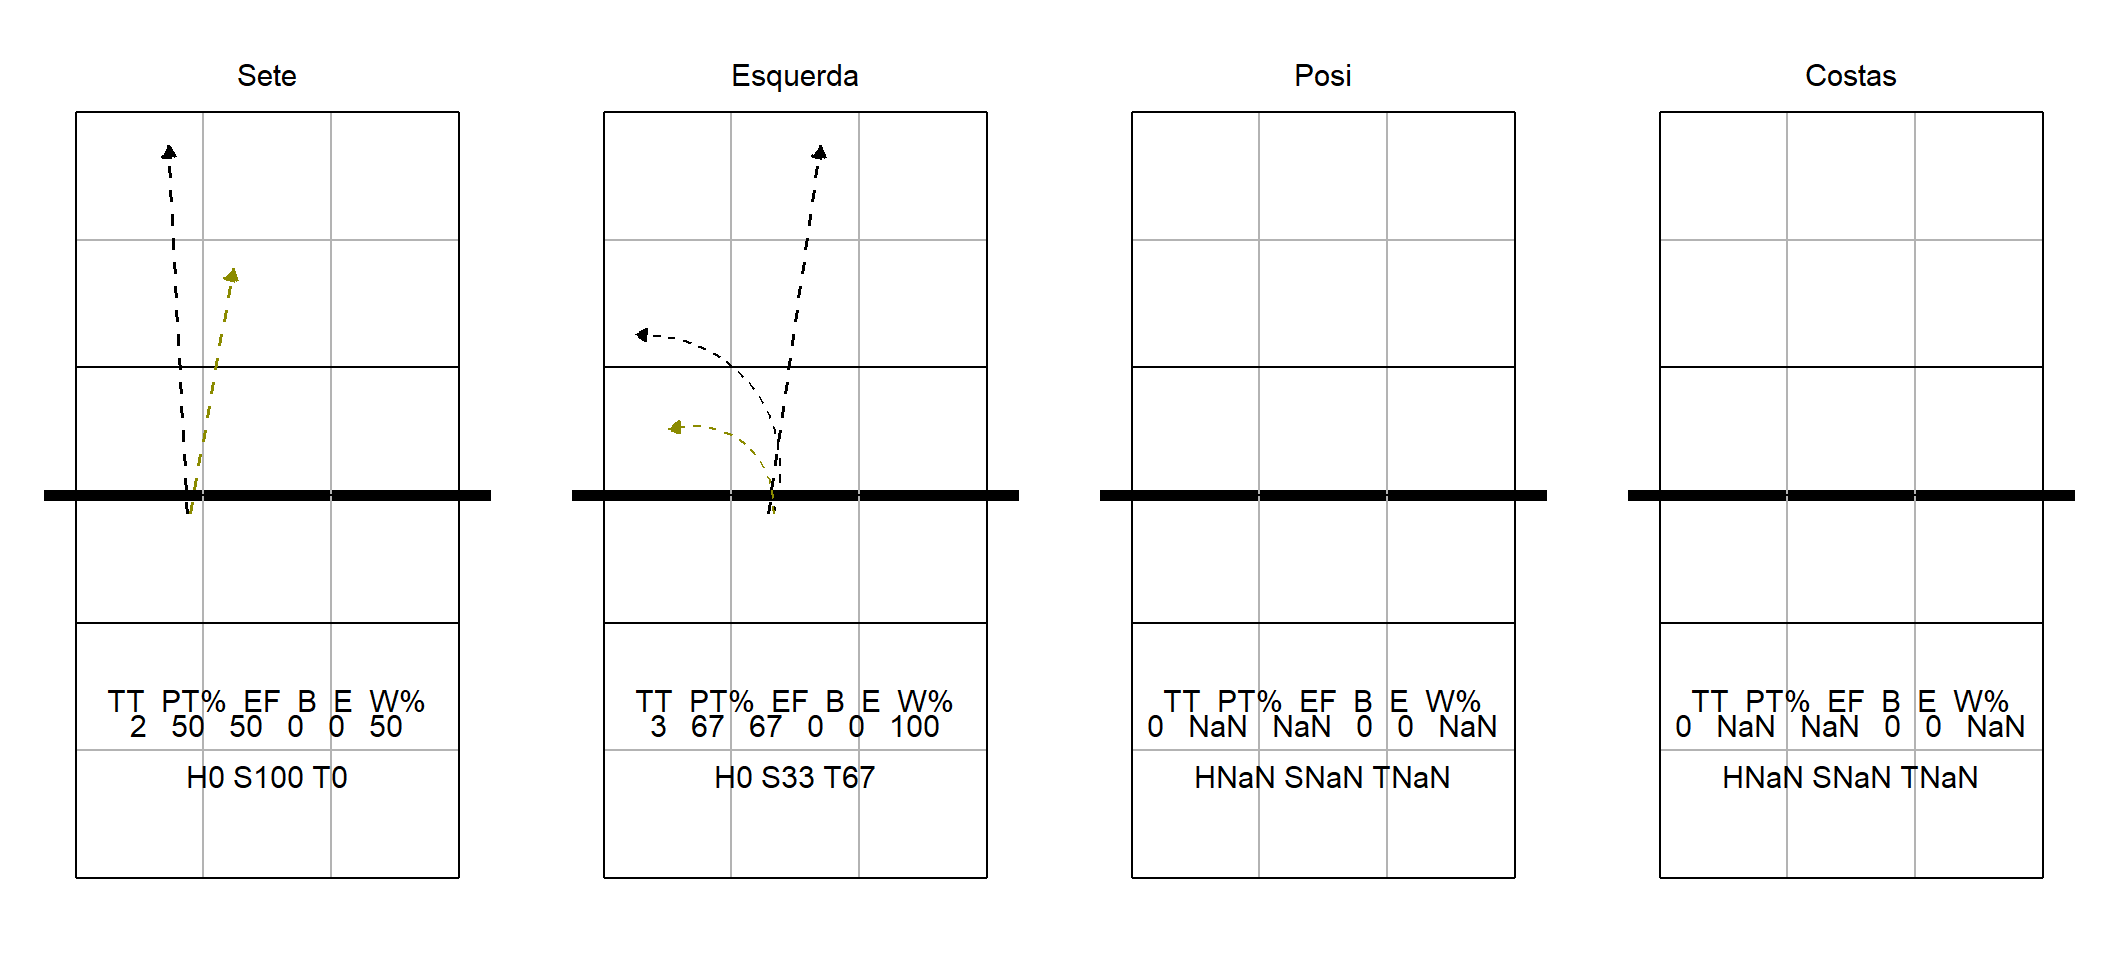 Sete
TT PT% EF B E W%
2 50 50 0 0 50
H0 S100 T0
Esquerda
TT PT% EF B E W%
3 67 67 0 0 100
H0 S33 T67
Posi
TT PT% EF B E W%
0 NaN NaN 0 0 NaN
HNaN SNaN TNaN
Costas
TT PT% EF B E W%
0 NaN NaN 0 0 NaN
HNaN SNaN TNaN